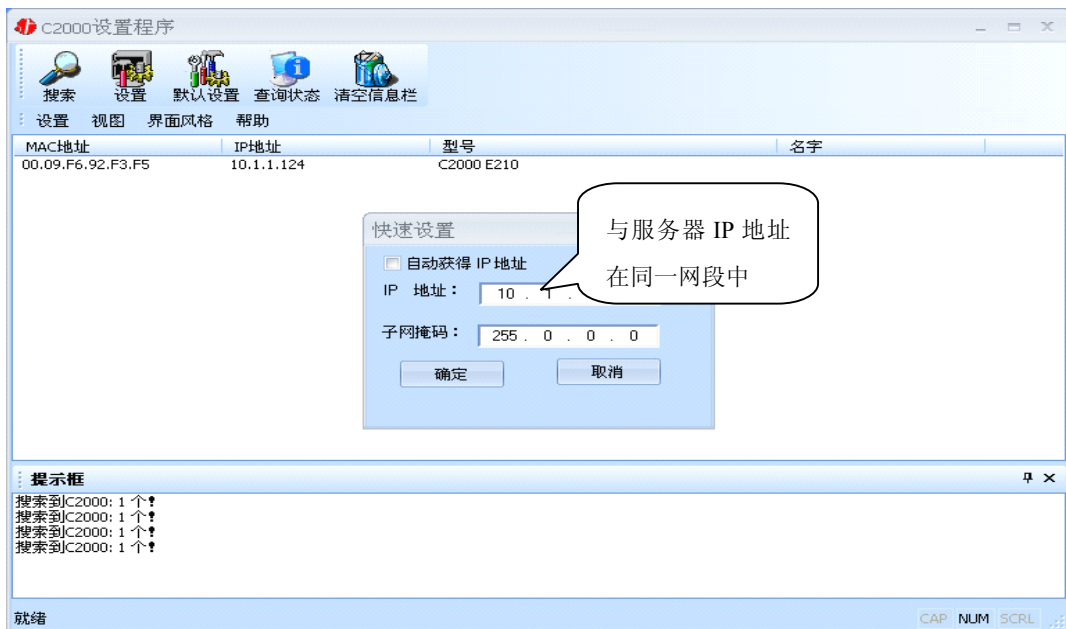 C2000设置程序
搜索 设置 默认设置 查询状态 清空信息栏
设置 视图 界面风格 帮助
MAC地址 IP地址 型号 名字
00.09.F6.92.F3.F5 10.1.1.124 C2000 E210
快速设置
自动获得 IP地址
IP 地址： 10 . 1 .
子网掩码： 255 . 0 . 0 . 0
确定 取消
与服务器 IP 地址
在同一网段中
提示框
搜索到C2000: 1 个!
搜索到C2000: 1 个!
搜索到C2000: 1 个!
搜索到C2000: 1 个!
就绪 CAP NUM SCRL